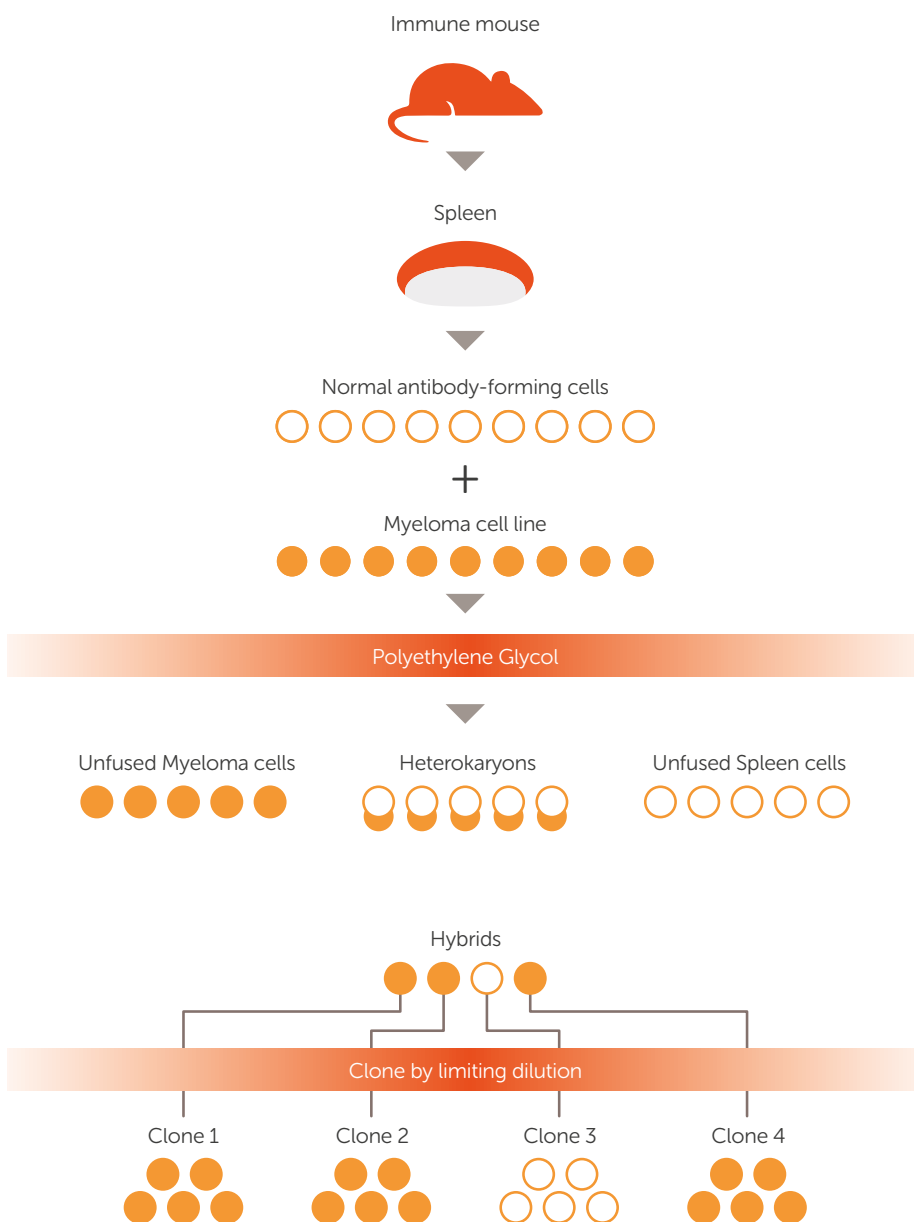 Immune mouse
Spleen
Normal antibody-forming cells
+
Myeloma cell line
Polyethylene Glycol
Unfused Myeloma cells
Heterokaryons
Unfused Spleen cells
Hybrids
Clone by limiting dilution
Clone 1
Clone 2
Clone 3
Clone 4